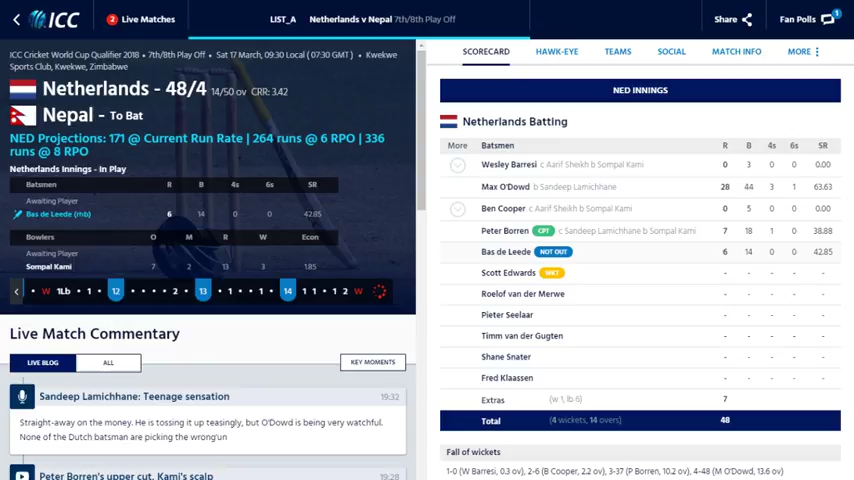 ICC
2 Live Matches
LIST_A Netherlands v Nepal 7th/8th Play Off
Share
Fan Polls 1
ICC Cricket World Cup Qualifier 2018 • 7th/8th Play Off • Sat 17 March, 09:30 Local ( 07:30 GMT ) • Kwekwe
Sports Club, Kwekwe, Zimbabwe
Netherlands - 48/4 14/50 ov CRR: 3.42
Nepal - To Bat
NED Projections: 171 @ Current Run Rate | 264 runs @ 6 RPO | 336
runs @ 8 RPO
Netherlands Innings - In Play
Batsmen R B 4s 6s SR
Awaiting Player
Bas de Leede (rhb) 6 14 0 0 42.85
Bowlers O M R W Econ
Awaiting Player
Sompal Kami 7 2 13 3 1.85
• W 1Lb • 1 • 12 • • • • 2 • 13 • 1 • • 1 • 14 1 1 • 1 2 W
Live Match Commentary
LIVE BLOG ALL KEY MOMENTS
Sandeep Lamichhane: Teenage sensation 19:32
Straight-away on the money. He is tossing it up teasingly, but O'Dowd is being very watchful.
None of the Dutch batsman are picking the wrong'un
Peter Borren's upper cut, Kami's scalp 19:28
SCORECARD HAWK-EYE TEAMS SOCIAL MATCH INFO MORE
NED INNINGS
Netherlands Batting
More Batsmen R B 4s 6s SR
Wesley Barresi c Aarif Sheikh b Sompal Kami 0 3 0 0 0.00
Max O'Dowd b Sandeep Lamichhane 28 44 3 1 63.63
Ben Cooper c Aarif Sheikh b Sompal Kami 0 5 0 0 0.00
Peter Borren CPT c Sandeep Lamichhane b Sompal Kami 7 18 1 0 38.88
Bas de Leede NOT OUT 6 14 0 0 42.85
Scott Edwards WKT - - - - -
Roelof van der Merwe - - - - -
Pieter Seelaar - - - - -
Timm van der Gugten - - - - -
Shane Snater - - - - -
Fred Klaassen - - - - -
Extras (w 1, lb 6) 7
Total (4 wickets, 14 overs) 48
Fall of wickets
1-0 (W Barresi, 0.3 ov), 2-6 (B Cooper, 2.2 ov), 3-37 (P Borren, 10.2 ov), 4-48 (M O'Dowd, 13.6 ov)